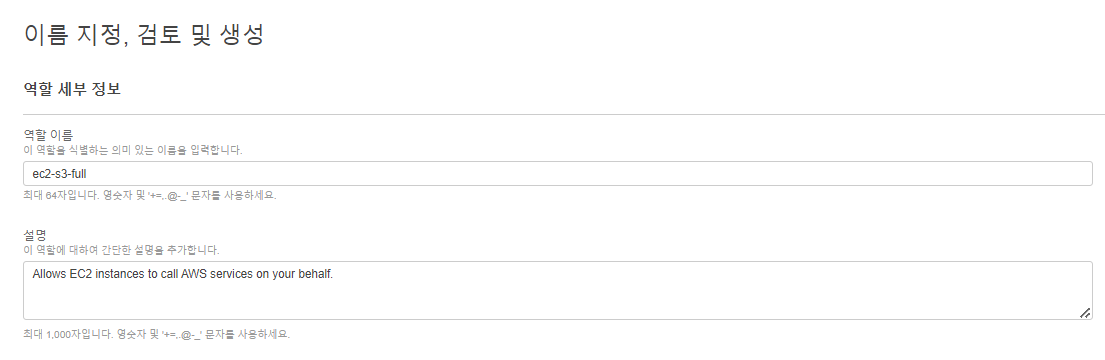 이름 지정, 검토 및 생성
역할 세부 정보
역할 이름
이 역할을 식별하는 의미 있는 이름을 입력합니다.
ec2-s3-full
최대 64자입니다. 영숫자 및 '+=,.@-_' 문자를 사용하세요.
설명
이 역할에 대하여 간단한 설명을 추가합니다.
Allows EC2 instances to call AWS services on your behalf.
최대 1,000자입니다. 영숫자 및 '+=,.@-_' 문자를 사용하세요.